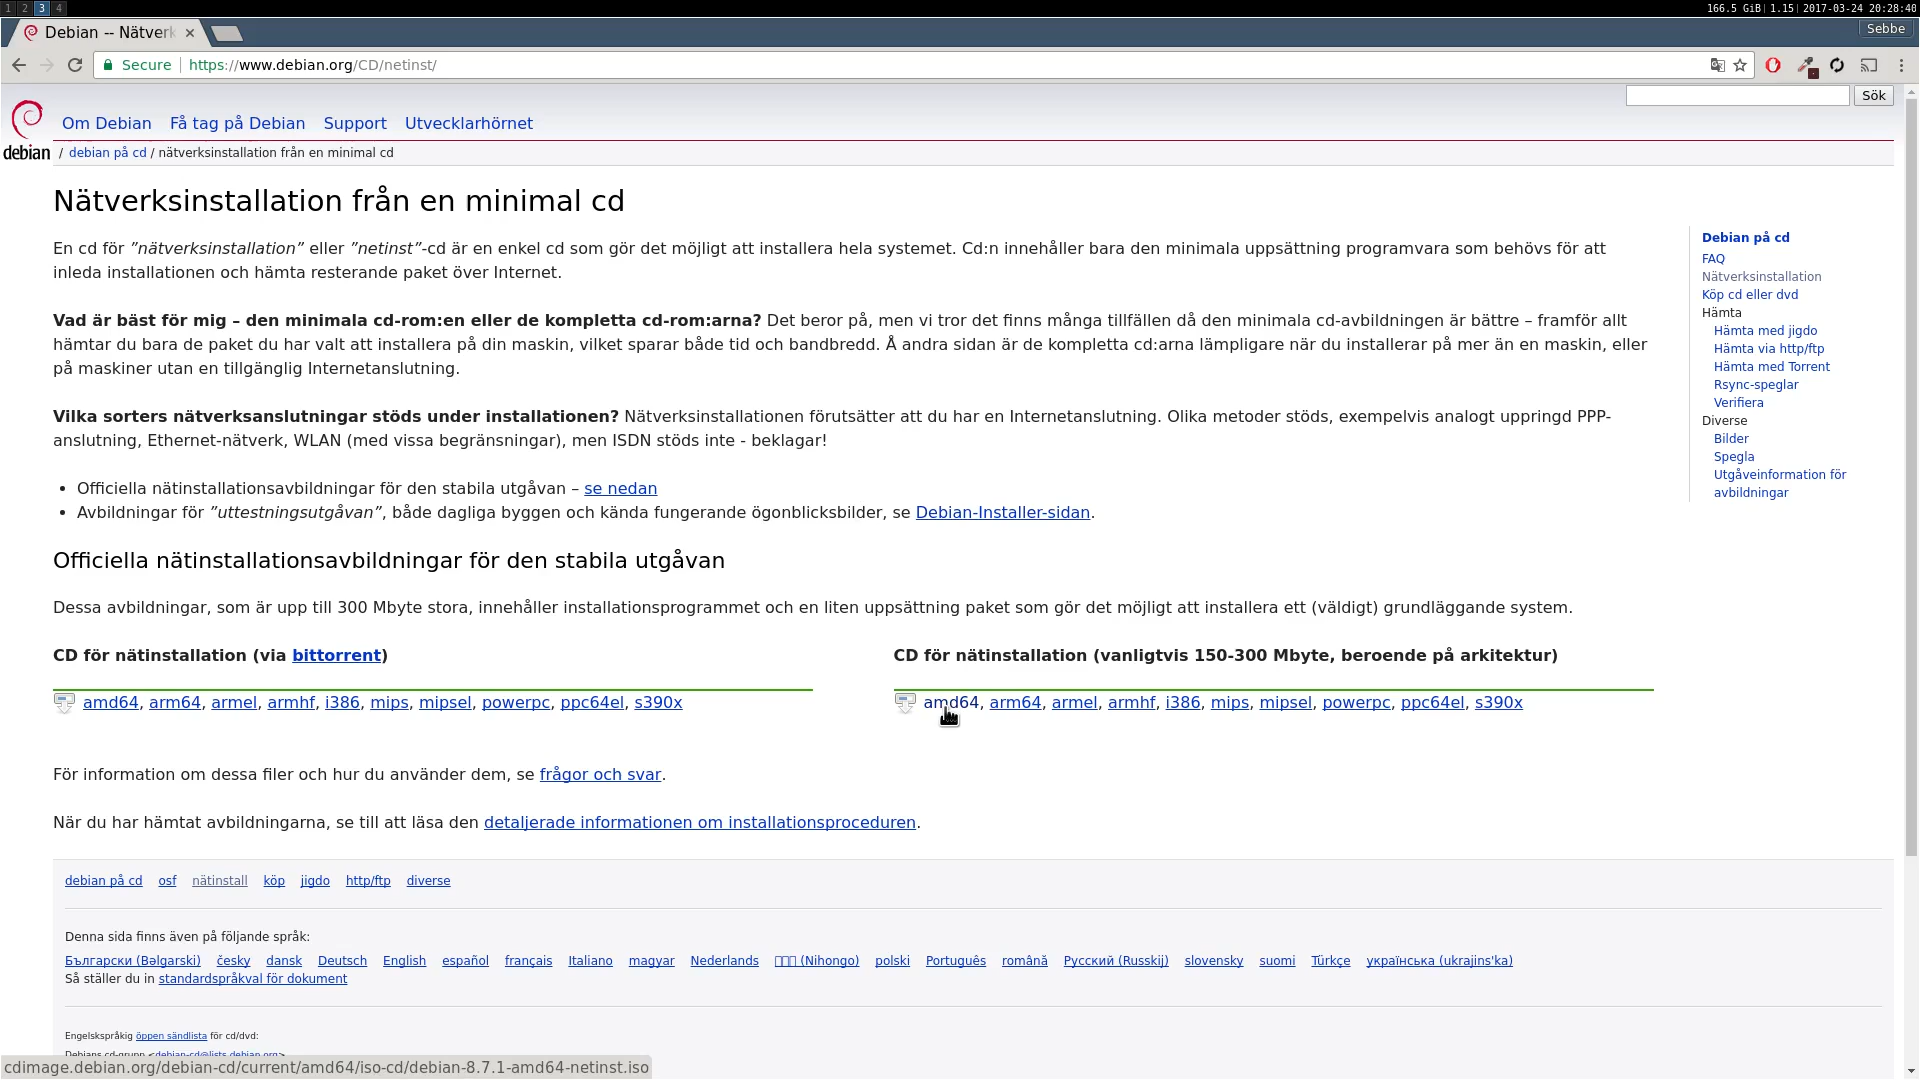 1 2 3 4
166.5 GiB| 1.15| 2017-03-24 20:28:40
Debian -- Nätverk
Sebbe
Secure
https://www.debian.org/CD/netinst/
Sök
Om Debian Få tag på Debian Support Utvecklarhörnet
debian
/ debian på cd / nätverksinstallation från en minimal cd
Nätverksinstallation från en minimal cd
En cd för ”nätverksinstallation” eller ”netinst”-cd är en enkel cd som gör det möjligt att installera hela systemet. Cd:n innehåller bara den minimala uppsättning programvara som behövs för att
inleda installationen och hämta resterande paket över Internet.
Vad är bäst för mig – den minimala cd-rom:en eller de kompletta cd-rom:arna? Det beror på, men vi tror det finns många tillfällen då den minimala cd-avbildningen är bättre – framför allt
hämtar du bara de paket du har valt att installera på din maskin, vilket sparar både tid och bandbredd. Å andra sidan är de kompletta cd:arna lämpligare när du installerar på mer än en maskin, eller
på maskiner utan en tillgänglig Internetanslutning.
Vilka sorters nätverksanslutningar stöds under installationen? Nätverksinstallationen förutsätter att du har en Internetanslutning. Olika metoder stöds, exempelvis analogt uppringd PPP-
anslutning, Ethernet-nätverk, WLAN (med vissa begränsningar), men ISDN stöds inte - beklagar!
• Officiella nätinstallationsavbildningar för den stabila utgåvan – se nedan
• Avbildningar för ”uttestningsutgåvan”, både dagliga byggen och kända fungerande ögonblicksbilder, se Debian-Installer-sidan.
Debian på cd
FAQ
Nätverksinstallation
Köp cd eller dvd
Hämta
Hämta med jigdo
Hämta via http/ftp
Hämta med Torrent
Rsync-speglar
Verifiera
Diverse
Bilder
Spegla
Utgåveinformation för
avbildningar
Officiella nätinstallationsavbildningar för den stabila utgåvan
Dessa avbildningar, som är upp till 300 Mbyte stora, innehåller installationsprogrammet och en liten uppsättning paket som gör det möjligt att installera ett (väldigt) grundläggande system.
CD för nätinstallation (via bittorrent)
amd64, arm64, armel, armhf, i386, mips, mipsel, powerpc, ppc64el, s390x
CD för nätinstallation (vanligtvis 150-300 Mbyte, beroende på arkitektur)
amd64, arm64, armel, armhf, i386, mips, mipsel, powerpc, ppc64el, s390x
För information om dessa filer och hur du använder dem, se frågor och svar.
När du har hämtat avbildningarna, se till att läsa den detaljerade informationen om installationsproceduren.
debian på cd osf nätinstall köp jigdo http/ftp diverse
Denna sida finns även på följande språk:
Български (Bəlgarski) česky dansk Deutsch English español français Italiano magyar Nederlands (Nihongo) polski Português română Русский (Russkij) slovensky suomi Türkçe українська (ukrajins'ka)
Så ställer du in standardspråkval för dokument
Engelskspråkig öppen sändlista för cd/dvd:
Debians cd-grupp <debian-cd@lists.debian.org>
cdimage.debian.org/debian-cd/current/amd64/iso-cd/debian-8.7.1-amd64-netinst.iso